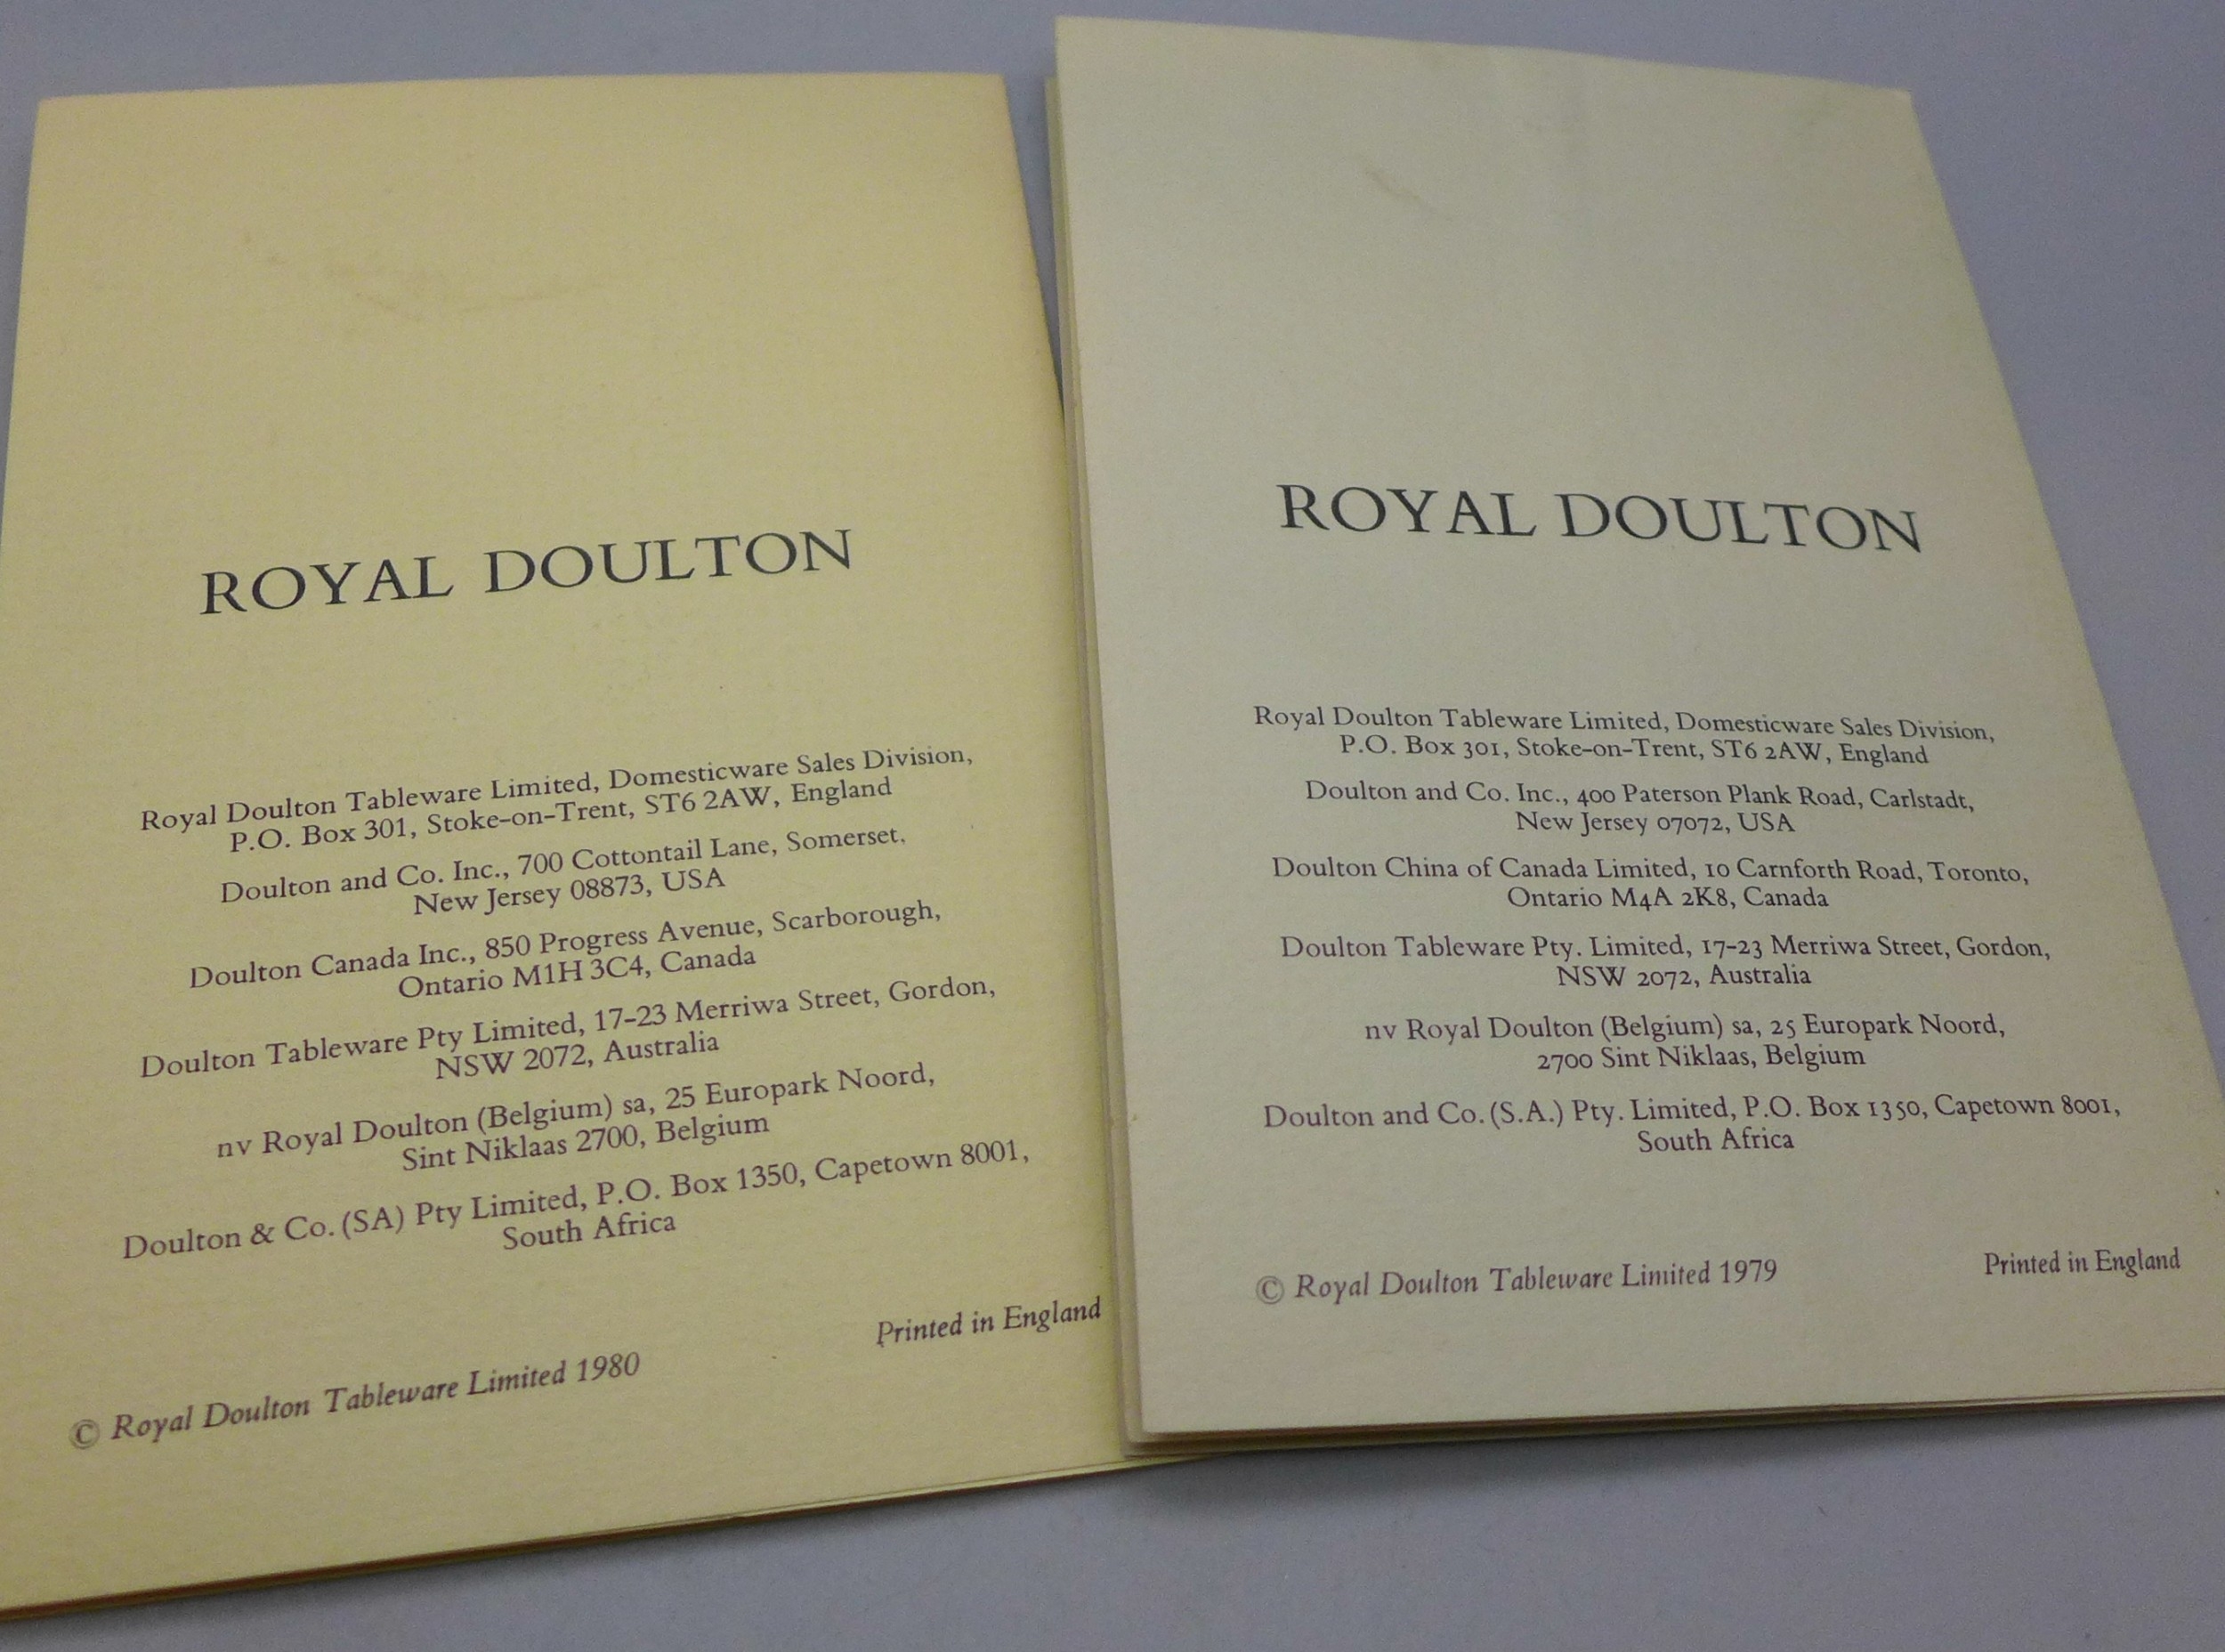 ROYAL DOULTON
Royal Doulton Tableware Limited, Domesticware Sales Division,
P.O. Box 301, Stoke-on-Trent, ST6 2AW, England
Doulton and Co. Inc., 700 Cottontail Lane, Somerset,
New Jersey 08873, USA
Doulton Canada Inc., 850 Progress Avenue, Scarborough,
Ontario M1H 3C4, Canada
Doulton Tableware Pty Limited, 17-23 Merriwa Street, Gordon,
NSW 2072, Australia
nv Royal Doulton (Belgium) sa, 25 Europark Noord,
Sint Niklaas 2700, Belgium
Doulton & Co. (SA) Pty Limited, P.O. Box 1350, Capetown 8001,
South Africa
© Royal Doulton Tableware Limited 1980
Printed in England
ROYAL DOULTON
Royal Doulton Tableware Limited, Domesticware Sales Division,
P.O. Box 301, Stoke-on-Trent, ST6 2AW, England
Doulton and Co. Inc., 400 Paterson Plank Road, Carlstadt,
New Jersey 07072, USA
Doulton China of Canada Limited, 10 Carnforth Road, Toronto,
Ontario M4A 2K8, Canada
Doulton Tableware Pty. Limited, 17-23 Merriwa Street, Gordon,
NSW 2072, Australia
nv Royal Doulton (Belgium) sa, 25 Europark Noord,
2700 Sint Niklaas, Belgium
Doulton and Co. (S.A.) Pty. Limited, P.O. Box 1350, Capetown 8001,
South Africa
© Royal Doulton Tableware Limited 1979
Printed in England